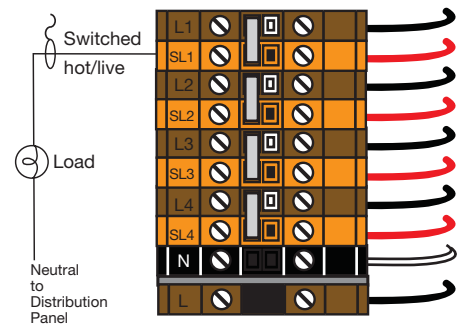 Switched
hot/live
Load
Neutral
to
Distribution
Panel
L1
SL1
L2
SL2
L3
SL3
L4
SL4
N
L